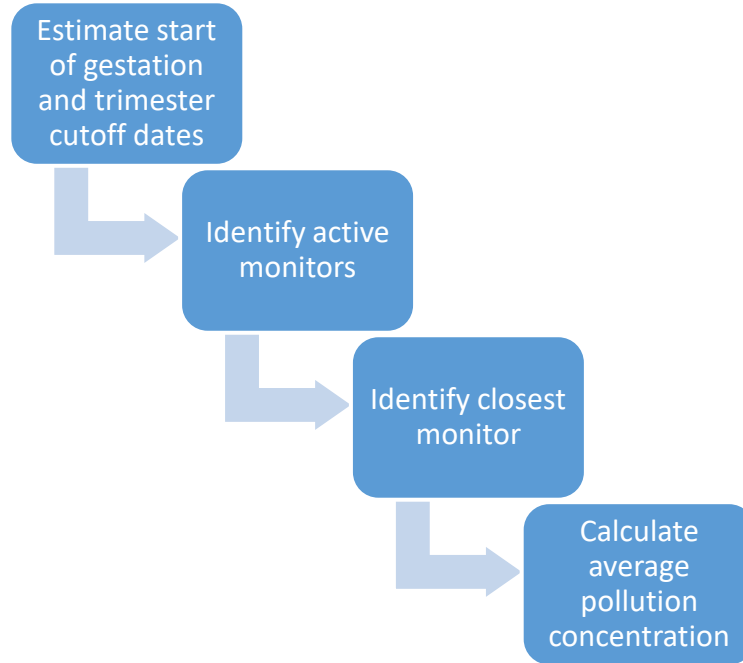 Estimate start
of gestation
and trimester
cutoff dates
Identify active
monitors
Identify closest
monitor
Calculate
average
pollution
concentration